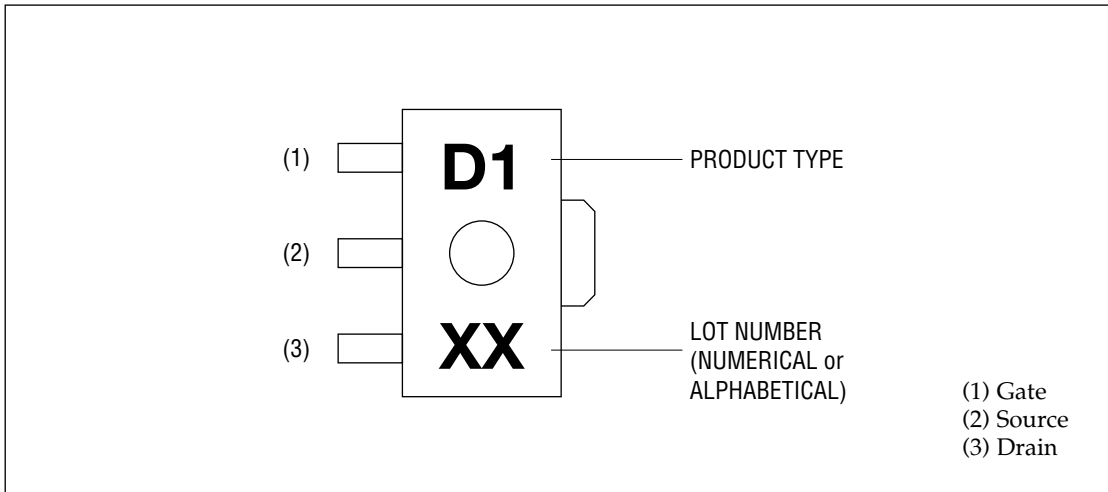 (1)
D1
PRODUCT TYPE
(2)
(3)
XX
LOT NUMBER
(NUMERICAL or
ALPHABETICAL)
(1) Gate
(2) Source
(3) Drain